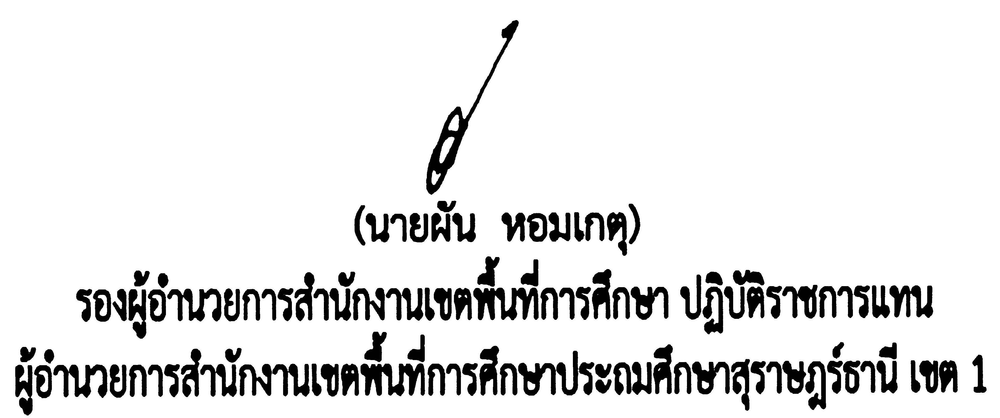 (นายผัน หอมเกตุ)
รองผู้อำนวยการสำนักงานเขตพื้นที่การศึกษา ปฏิบัติราชการแทน
ผู้อำนวยการสำนักงานเขตพื้นที่การศึกษาประถมศึกษาสุราษฎร์ธานี เขต 1